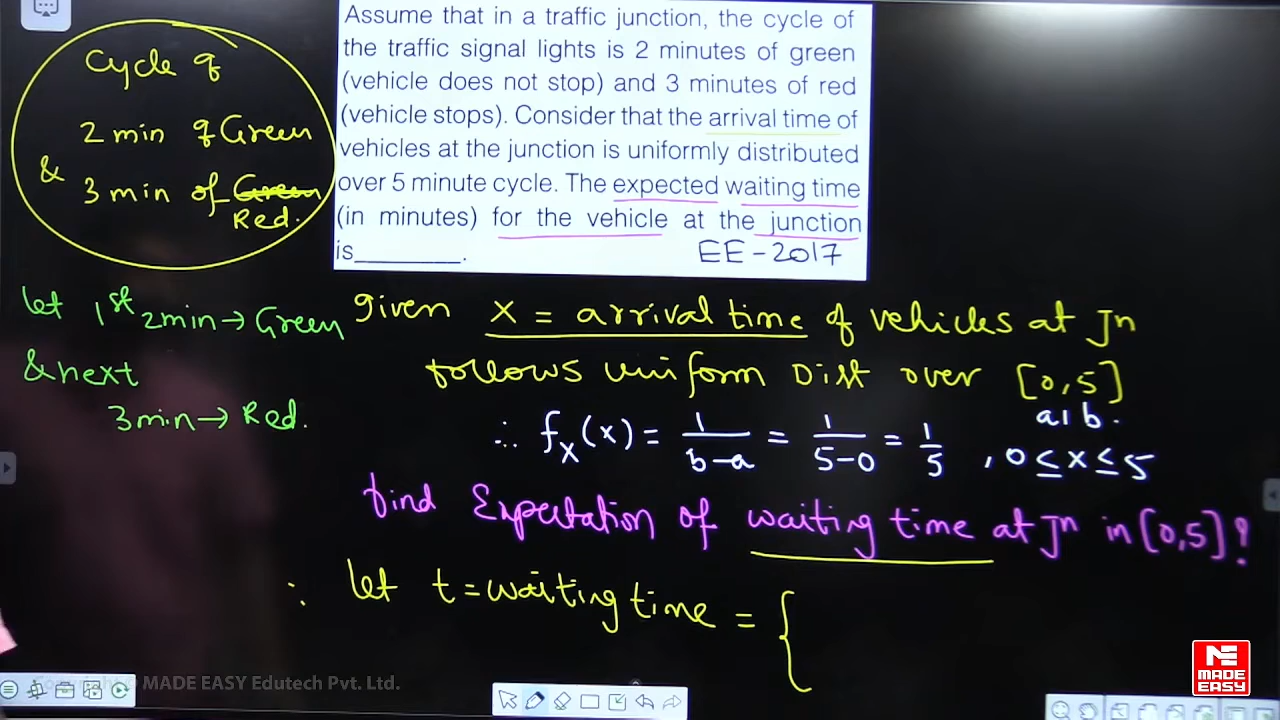 Cycle of
2 min of Green
& 3 min of Green
Red.
Assume that in a traffic junction, the cycle of
the traffic signal lights is 2 minutes of green
(vehicle does not stop) and 3 minutes of red
(vehicle stops). Consider that the arrival time of
vehicles at the junction is uniformly distributed
over 5 minute cycle. The expected waiting time
(in minutes) for the vehicle at the junction
is________.
EE-2017
let 1st 2min → Green
& next
3min → Red.
given X = arrival time of vehicles at Jn
follows uniform Dist over [0,5]
a, b.
∴ fX(x) = 1/(b-a) = 1/(5-0) = 1/5 , 0 ≤ x ≤ 5
find Expectation of waiting time at Jn in [0,5]?
∴ let t = waiting time = {
MADE EASY Edutech Pvt. Ltd.
ME
MADE
EASY